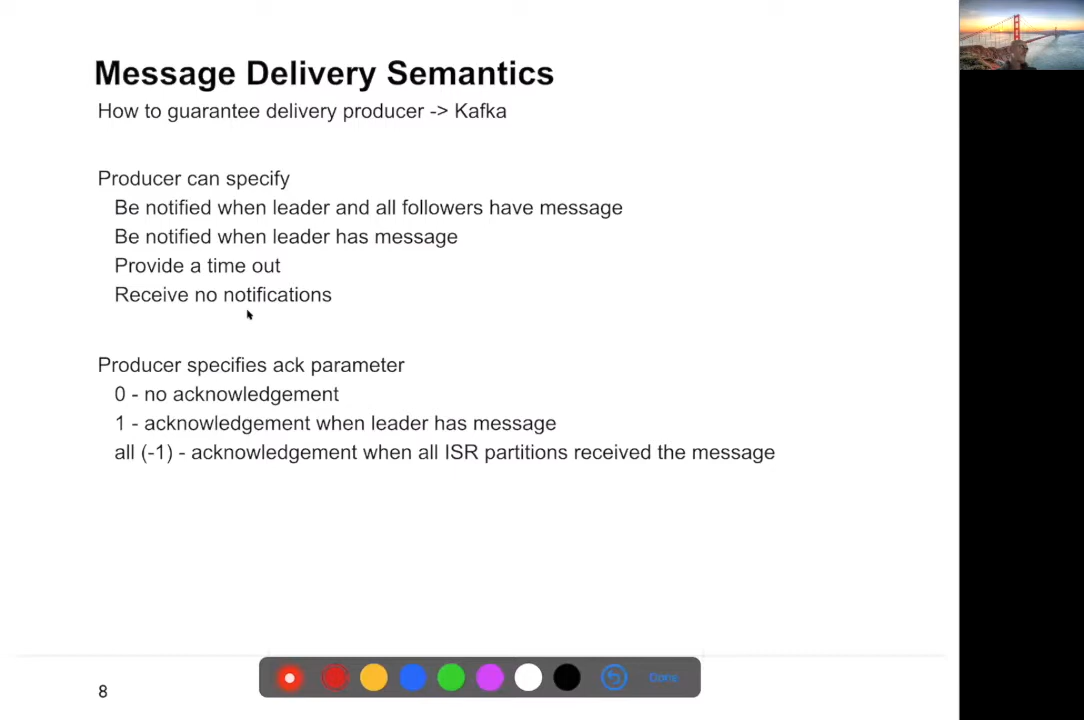 Message Delivery Semantics
How to guarantee delivery producer -> Kafka
Producer can specify
Be notified when leader and all followers have message
Be notified when leader has message
Provide a time out
Receive no notifications
Producer specifies ack parameter
0 - no acknowledgement
1 - acknowledgement when leader has message
all (-1) - acknowledgement when all ISR partitions received the message
Done
8